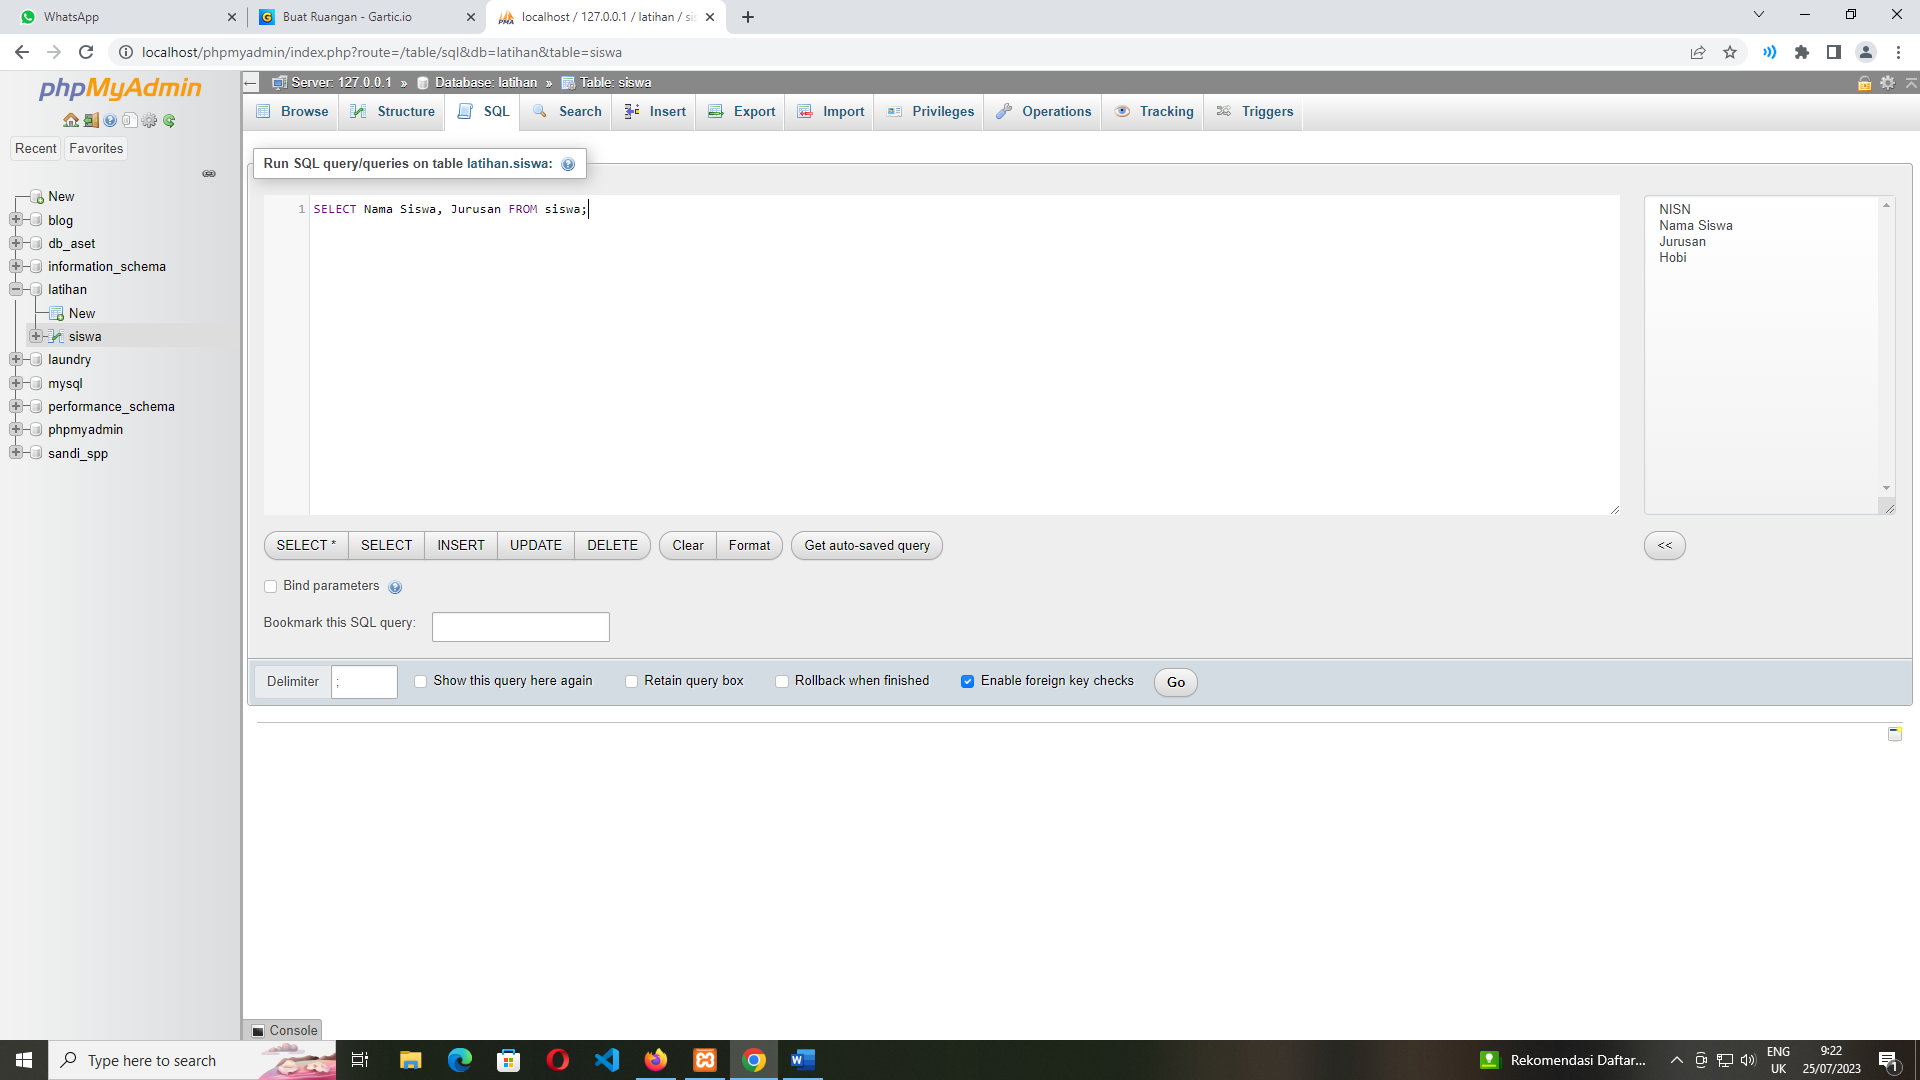 WhatsApp
Buat Ruangan - Gartic.io
localhost / 127.0.0.1 / latihan / sis
localhost/phpmyadmin/index.php?route=/table/sql&db=latihan&table=siswa
phpMyAdmin
Recent
Favorites
New
blog
db_aset
information_schema
latihan
New
siswa
laundry
mysql
performance_schema
phpmyadmin
sandi_spp
Server: 127.0.0.1 » Database: latihan » Table: siswa
Browse
Structure
SQL
Search
Insert
Export
Import
Privileges
Operations
Tracking
Triggers
Run SQL query/queries on table latihan.siswa:
1 SELECT Nama Siswa, Jurusan FROM siswa;
NISN
Nama Siswa
Jurusan
Hobi
SELECT *
SELECT
INSERT
UPDATE
DELETE
Clear
Format
Get auto-saved query
<<
Bind parameters
Bookmark this SQL query:
Delimiter
;
Show this query here again
Retain query box
Rollback when finished
Enable foreign key checks
Go
Console
Type here to search
Rekomendasi Daftar...
ENG
UK
9:22
25/07/2023
1